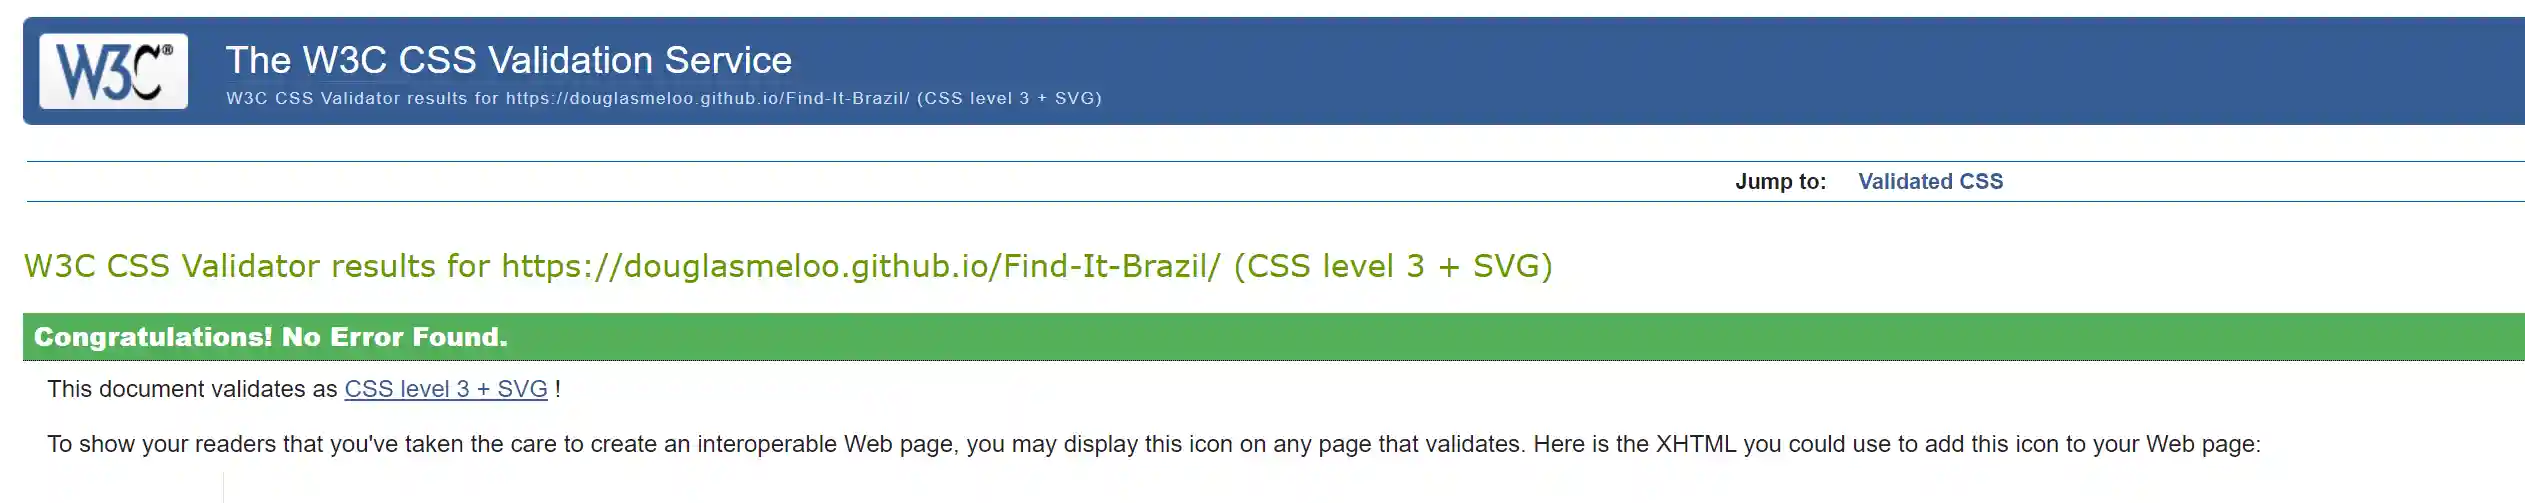 W3C®
The W3C CSS Validation Service
W3C CSS Validator results for https://douglasmeloo.github.io/Find-It-Brazil/ (CSS level 3 + SVG)
Jump to: Validated CSS
W3C CSS Validator results for https://douglasmeloo.github.io/Find-It-Brazil/ (CSS level 3 + SVG)
Congratulations! No Error Found.
This document validates as CSS level 3 + SVG !
To show your readers that you've taken the care to create an interoperable Web page, you may display this icon on any page that validates. Here is the XHTML you could use to add this icon to your Web page: